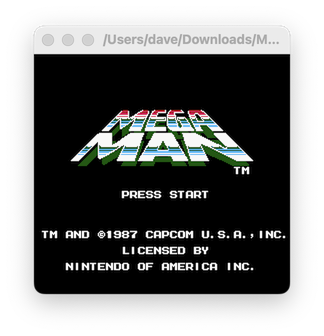 /Users/dave/Downloads/M...
MEGA
MAN
TM
PRESS START
TM AND ©1987 CAPCOM U.S.A.,INC.
LICENSED BY
NINTENDO OF AMERICA INC.